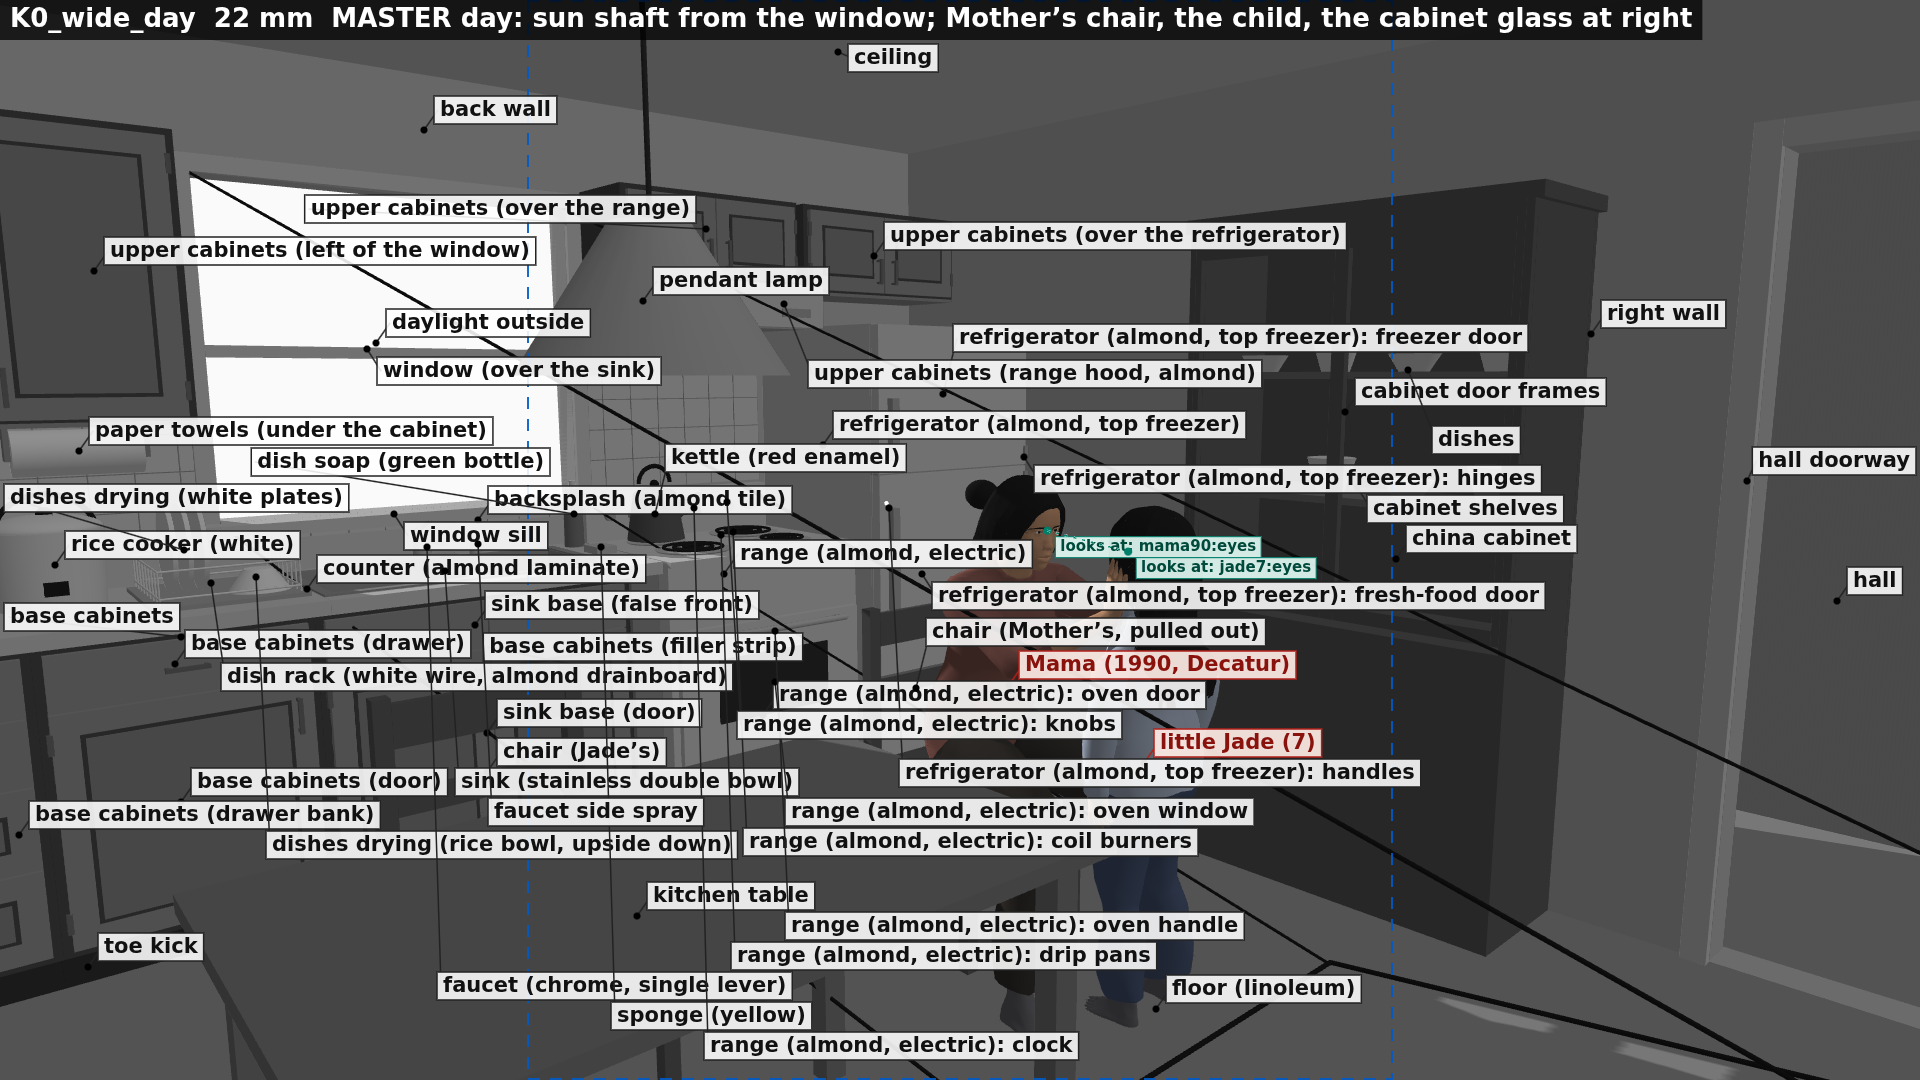 K0_wide_day 22 mm MASTER day: sun shaft from the window; Mother’s chair, the child, the cabinet glass at right
ceiling
back wall
upper cabinets (over the range)
upper cabinets (over the refrigerator)
upper cabinets (left of the window)
pendant lamp
right wall
daylight outside
refrigerator (almond, top freezer): freezer door
window (over the sink)
upper cabinets (range hood, almond)
cabinet door frames
paper towels (under the cabinet)
refrigerator (almond, top freezer)
dishes
dish soap (green bottle)
kettle (red enamel)
hall doorway
refrigerator (almond, top freezer): hinges
dishes drying (white plates)
backsplash (almond tile)
cabinet shelves
window sill
china cabinet
rice cooker (white)
range (almond, electric)
looks at: mama90:eyes
counter (almond laminate)
looks at: jade7:eyes
hall
refrigerator (almond, top freezer): fresh-food door
base cabinets
sink base (false front)
chair (Mother’s, pulled out)
base cabinets (drawer)
base cabinets (filler strip)
Mama (1990, Decatur)
dish rack (white wire, almond drainboard)
range (almond, electric): oven door
sink base (door)
range (almond, electric): knobs
little Jade (7)
chair (Jade’s)
refrigerator (almond, top freezer): handles
base cabinets (door)
sink (stainless double bowl)
base cabinets (drawer bank)
faucet side spray
range (almond, electric): oven window
dishes drying (rice bowl, upside down)
range (almond, electric): coil burners
kitchen table
range (almond, electric): oven handle
toe kick
range (almond, electric): drip pans
faucet (chrome, single lever)
floor (linoleum)
sponge (yellow)
range (almond, electric): clock